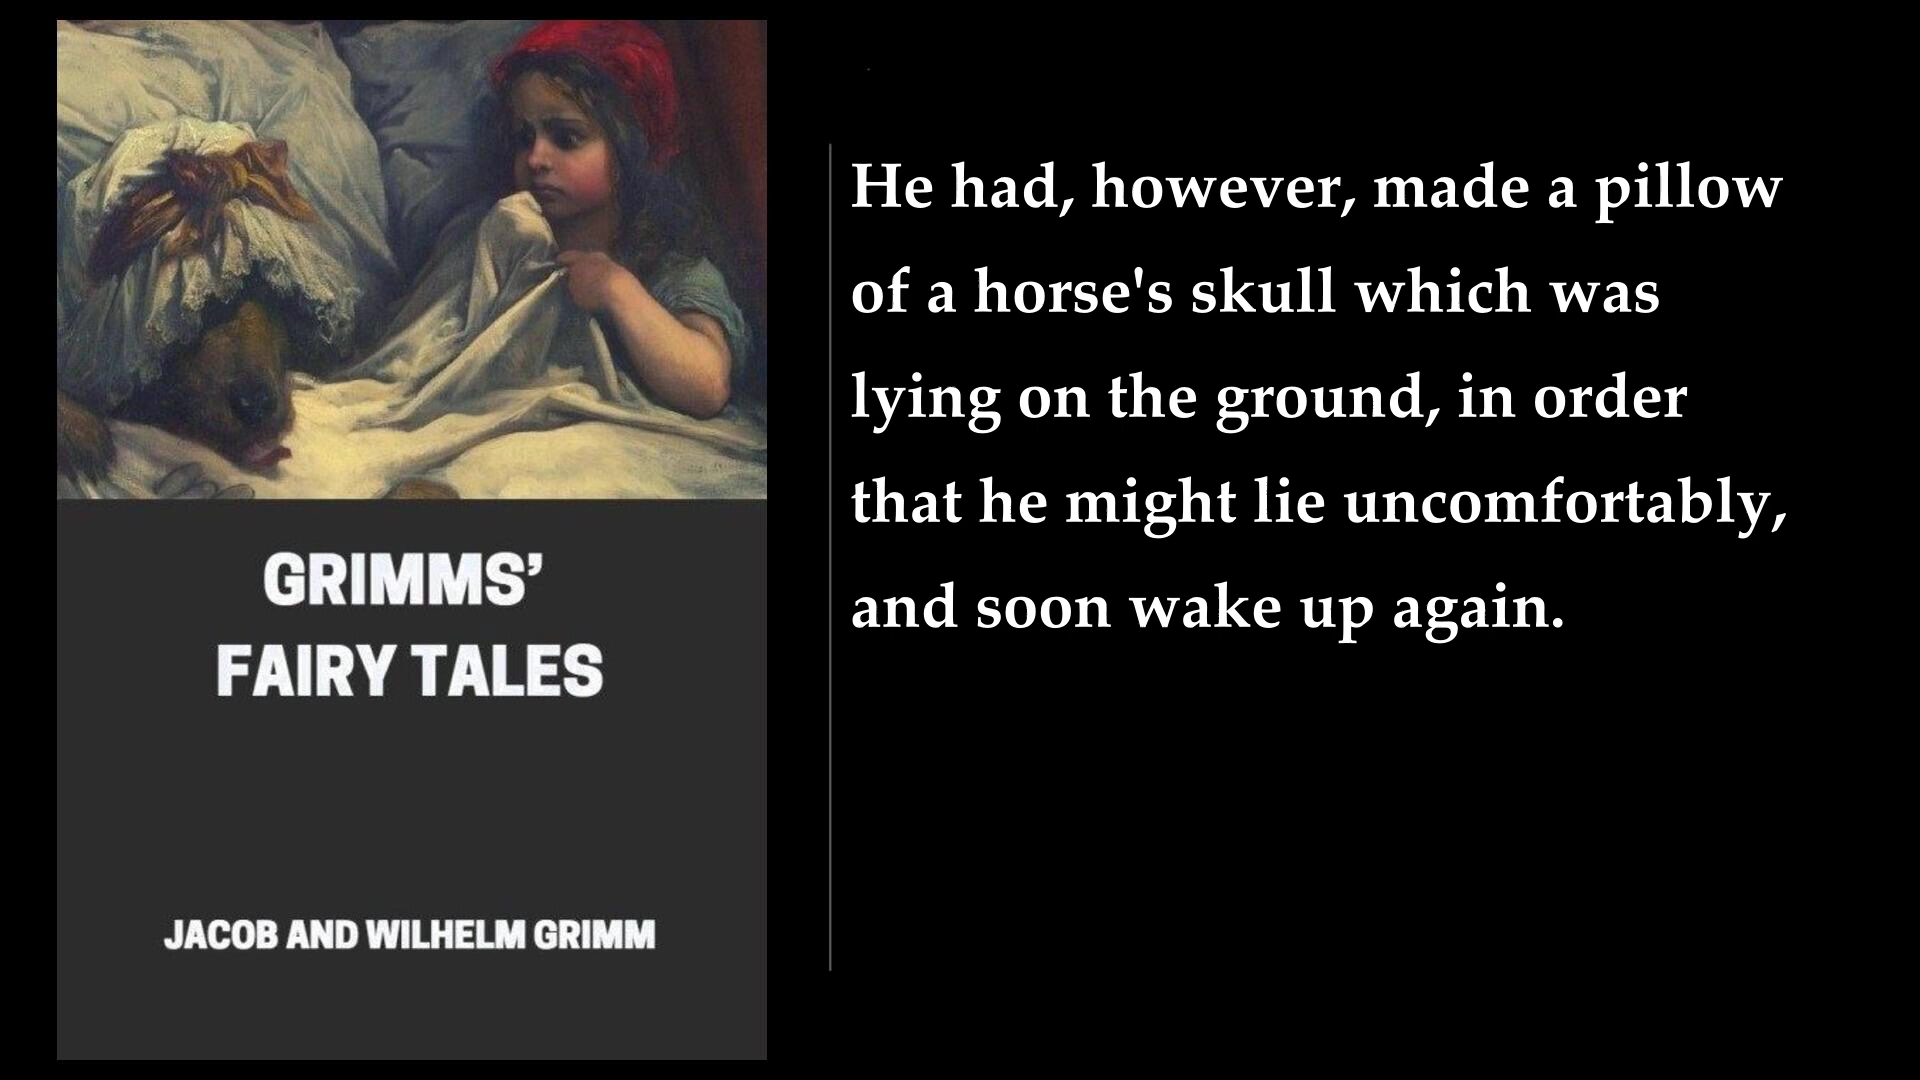 GRIMMS’
FAIRY TALES
JACOB AND WILHELM GRIMM
He had, however, made a pillow
of a horse's skull which was
lying on the ground, in order
that he might lie uncomfortably,
and soon wake up again.